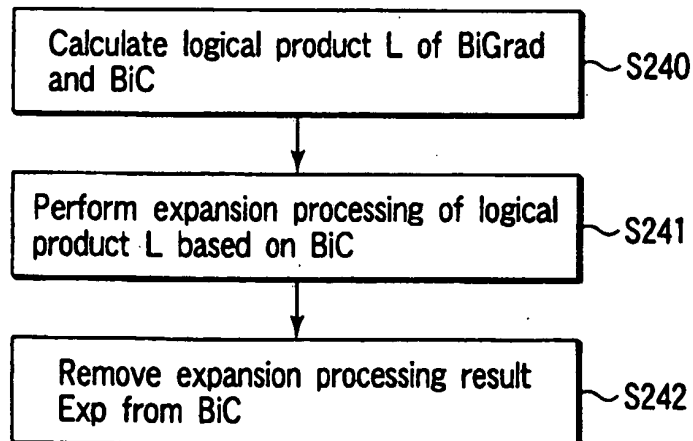 Calculate logical product L of BiGrad
and BiC
S240
Perform expansion processing of logical
product L based on BiC
S241
Remove expansion processing result
Exp from BiC
S242